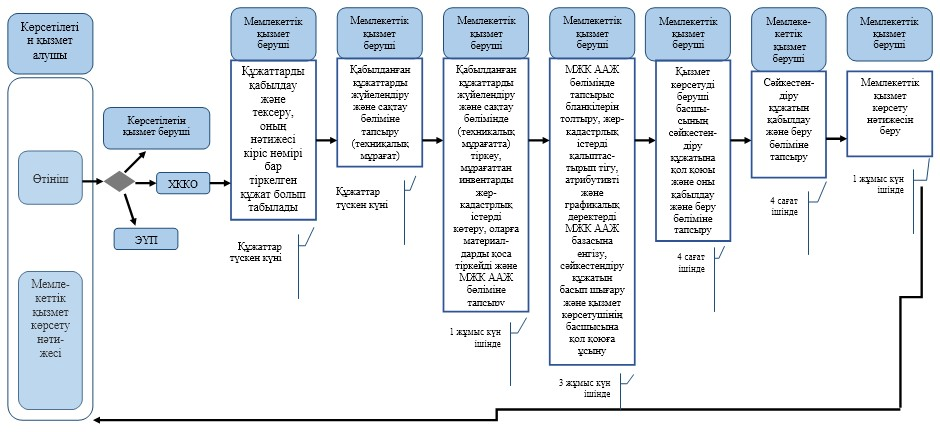 Көрсетілеті
н қызмет
алушы
Өтініш
Мемле-
кеттік
қызмет
көрсету
нәти-
жесі
Көрсетілетін
қызмет беруші
ХККО
ЭҮП
Мемлекеттік
қызмет
беруші
Құжаттарды
қабылдау
және
тексеру,
оның
нәтижесі
кіріс нөмірі
бар
тіркелген
құжат болып
табылады
Құжаттар
түскен күні
Мемлекеттік
қызмет
беруші
Қабылданған
құжаттарды
жүйелендіру
және сақтау
бөліміне
тапсыру
(техникалық
мұрағат)
Құжаттар
түскен күні
Мемлекеттік
қызмет
беруші
Қабылданған
құжаттарды
жүйелендіру
және сақтау
бөлімінде
(техникалық
мұрағатта)
тіркеу,
мұрағаттан
инвентарды
жер-
кадастрлық
істерді
көтеру, оларға
материал-
дарды қоса
тіркейді және
МЖК ААЖ
бөліміне
тапсыру
1 жұмыс күн
ішінде
Мемлекеттік
қызмет
беруші
МЖК ААЖ
бөлімінде
тапсырыс
бланкілерін
толтыру, жер-
кадастрлық
істерді
қалыптас-
тырып тігу,
атрибутивті
және
графикалық
деректерді
МЖК ААЖ
базасына
енгізу,
сәйкестендіру
құжатын
басып шығару
және қызмет
көрсетушінің
басшысына
қол қоюға
ұсыну
3 жұмыс күн
ішінде
Мемлекеттік
қызмет
беруші
Қызмет
көрсетуді
беруші
басшы-
сының
сәйкестен-
діру
құжатына
қол қоюы
және оны
қабылдау
және беру
бөліміне
тапсыру
4 сағат
ішінде
Мемле-
кеттік
қызмет
беруші
Сәйкестен-
діру
құжатын
қабылдау
және беру
бөліміне
тапсыру
4 сағат
ішінде
Мемлекеттік
қызмет
беруші
Мемлекеттік
қызмет
көрсету
нәтижесін
беру
1 жұмыс күн
ішінде